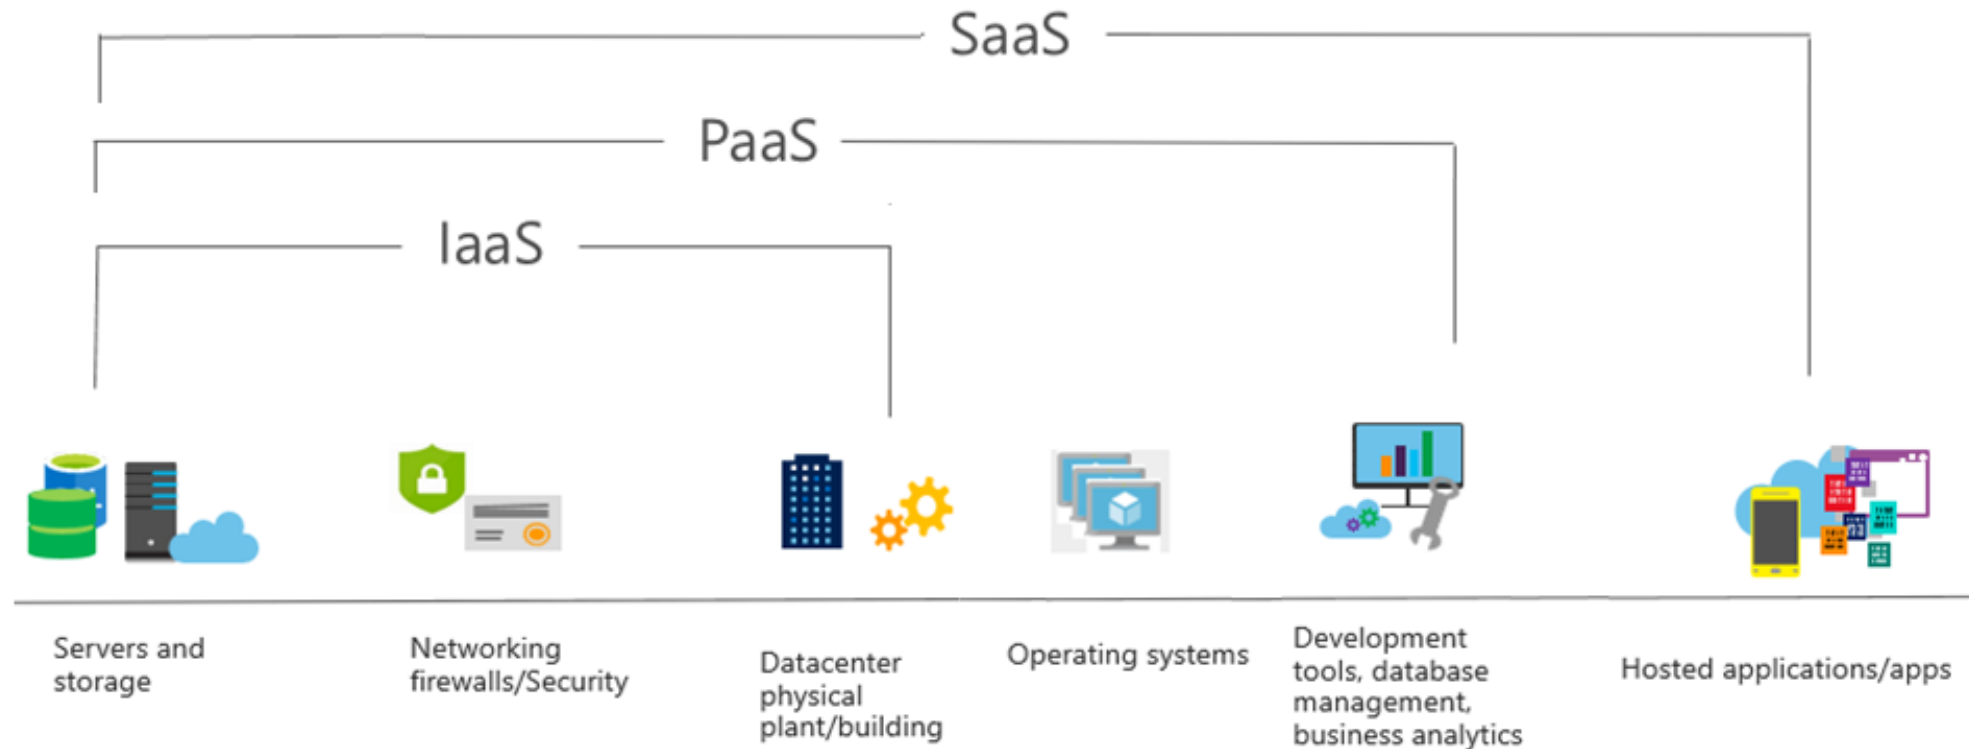 SaaS
PaaS
IaaS
Servers and
storage
Networking
firewalls/Security
Datacenter
physical
plant/building
Operating systems
Development
tools, database
management,
business analytics
Hosted applications/apps